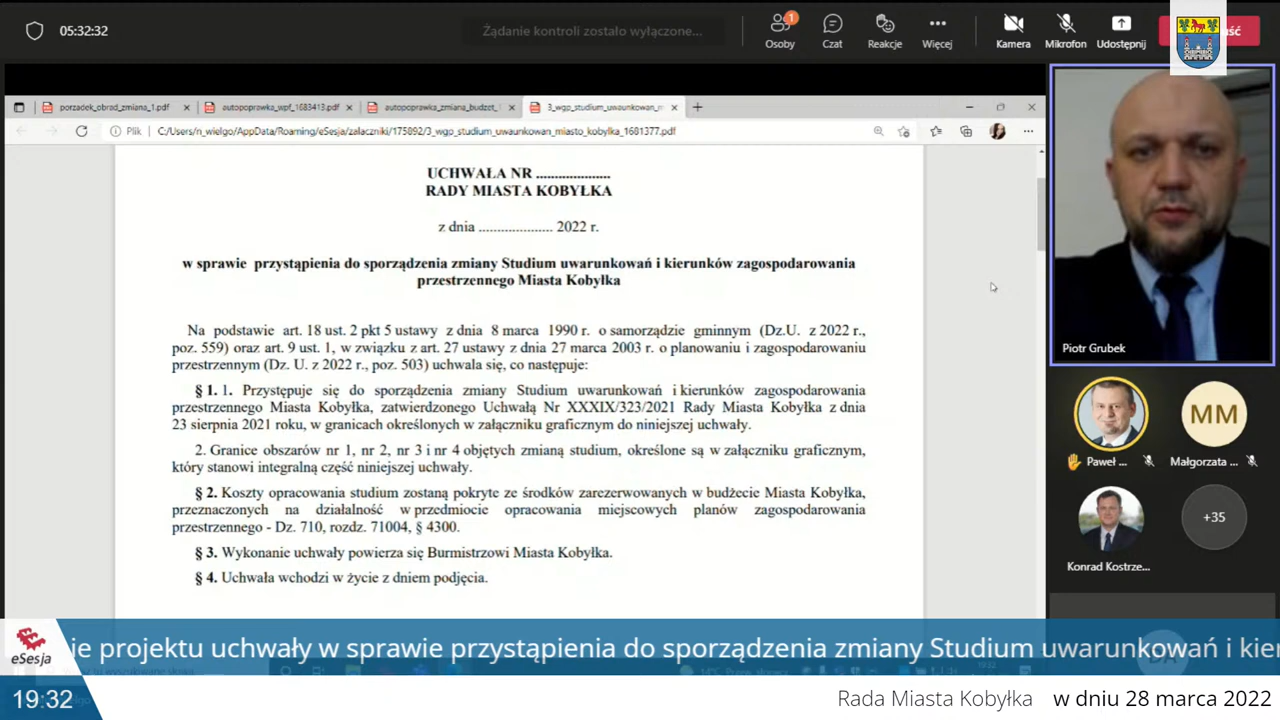 05:32:32
Żądanie kontroli zostało wyłączone...
1
Osoby
Czat
Reakcje
Więcej
Kamera
Mikrofon
Udostępnij
ść
porzadek_obrad_zmiana_1.pdf
autopoprawka_wpf_1683413.pdf
autopoprawka_zmiana_budzet_
3_wgp_studium_uwaunkowan_m
Plik
C:/Users/n_wielgo/AppData/Roaming/eSesja/zalaczniki/175892/3_wgp_studium_uwaunkowan_miasto_kobylka_1681377.pdf
UCHWAŁA NR ....................
RADY MIASTA KOBYŁKA
z dnia .................... 2022 r.
w sprawie przystąpienia do sporządzenia zmiany Studium uwarunkowań i kierunków zagospodarowania
przestrzennego Miasta Kobyłka
Na podstawie art. 18 ust. 2 pkt 5 ustawy z dnia 8 marca 1990 r. o samorządzie gminnym (Dz.U. z 2022 r.,
poz. 559) oraz art. 9 ust. 1, w związku z art. 27 ustawy z dnia 27 marca 2003 r. o planowaniu i zagospodarowaniu
przestrzennym (Dz. U. z 2022 r., poz. 503) uchwala się, co następuje:
§ 1. 1. Przystępuje się do sporządzenia zmiany Studium uwarunkowań i kierunków zagospodarowania
przestrzennego Miasta Kobyłka, zatwierdzonego Uchwałą Nr XXXIX/323/2021 Rady Miasta Kobyłka z dnia
23 sierpnia 2021 roku, w granicach określonych w załączniku graficznym do niniejszej uchwały.
2. Granice obszarów nr 1, nr 2, nr 3 i nr 4 objętych zmianą studium, określone są w załączniku graficznym,
który stanowi integralną część niniejszej uchwały.
§ 2. Koszty opracowania studium zostaną pokryte ze środków zarezerwowanych w budżecie Miasta Kobyłka,
przeznaczonych na działalność w przedmiocie opracowania miejscowych planów zagospodarowania
przestrzennego - Dz. 710, rozdz. 71004, § 4300.
§ 3. Wykonanie uchwały powierza się Burmistrzowi Miasta Kobyłka.
§ 4. Uchwała wchodzi w życie z dniem podjęcia.
Piotr Grubek
MM
Paweł ...
Małgorzata ...
+35
Konrad Kostrze...
eSesja
ie projektu uchwały w sprawie przystąpienia do sporządzenia zmiany Studium uwarunkowań i kier
19:32
Rada Miasta Kobyłka w dniu 28 marca 2022